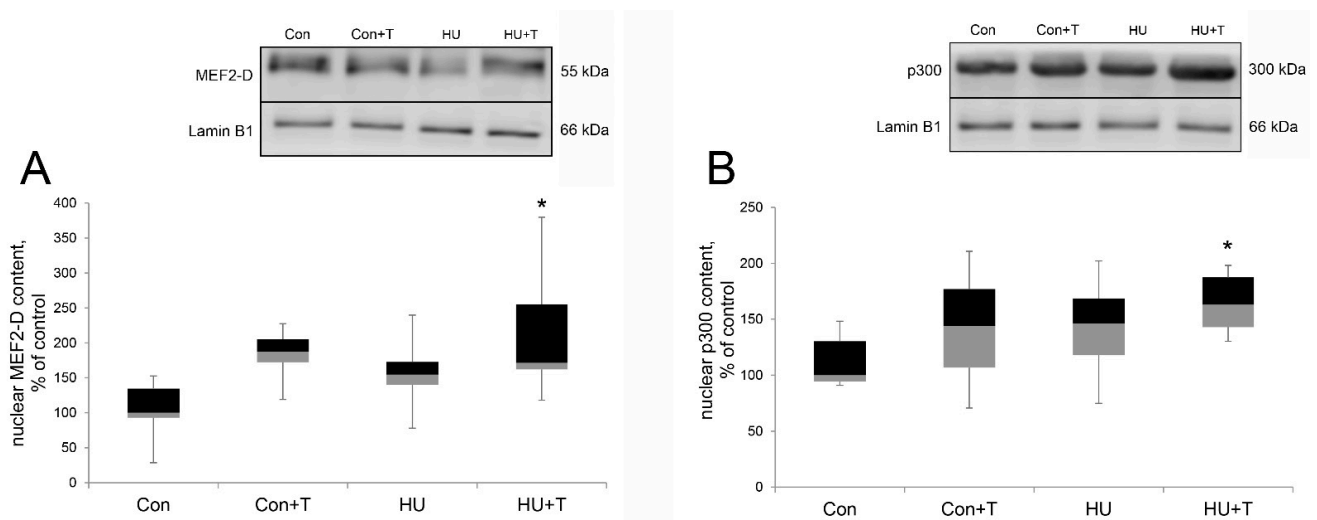 Con Con+T HU HU+T
MEF2-D 55 kDa
Lamin B1 66 kDa
A
nuclear MEF2-D content,
% of control
400
350
300
250
200
150
100
50
0
*
Con Con+T HU HU+T
Con Con+T HU HU+T
p300 300 kDa
Lamin B1 66 kDa
B
nuclear p300 content,
% of control
250
200
150
100
50
0
*
Con Con+T HU HU+T